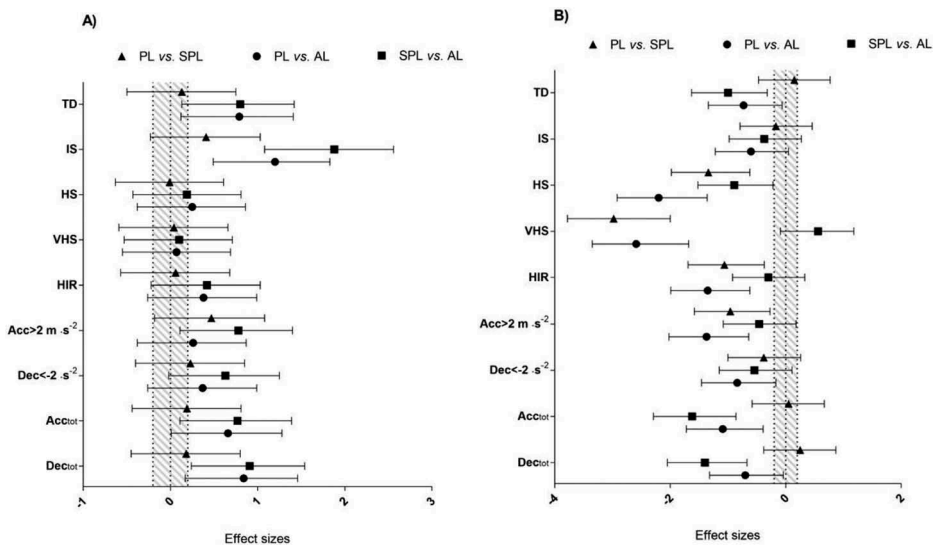 A)
▲ PL vs. SPL ● PL vs. AL ■ SPL vs. AL
TD
IS
HS
VHS
HIR
Acc>2 m ·s⁻²
Dec<-2 ·s⁻²
Acctot
Dectot
-1 0 1 2 3
Effect sizes
B)
▲ PL vs. SPL ● PL vs. AL ■ SPL vs. AL
TD
IS
HS
VHS
HIR
Acc>2 m ·s⁻²
Dec<-2 ·s⁻²
Acctot
Dectot
-4 -2 0 2
Effect sizes